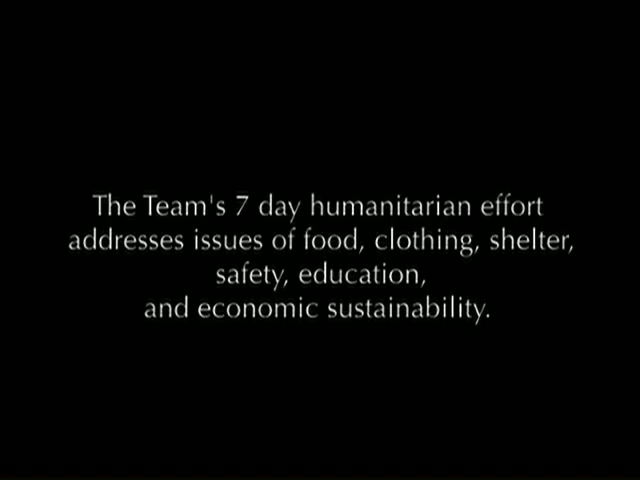 The Team's 7 day humanitarian effort
addresses issues of food, clothing, shelter,
safety, education,
and economic sustainability.